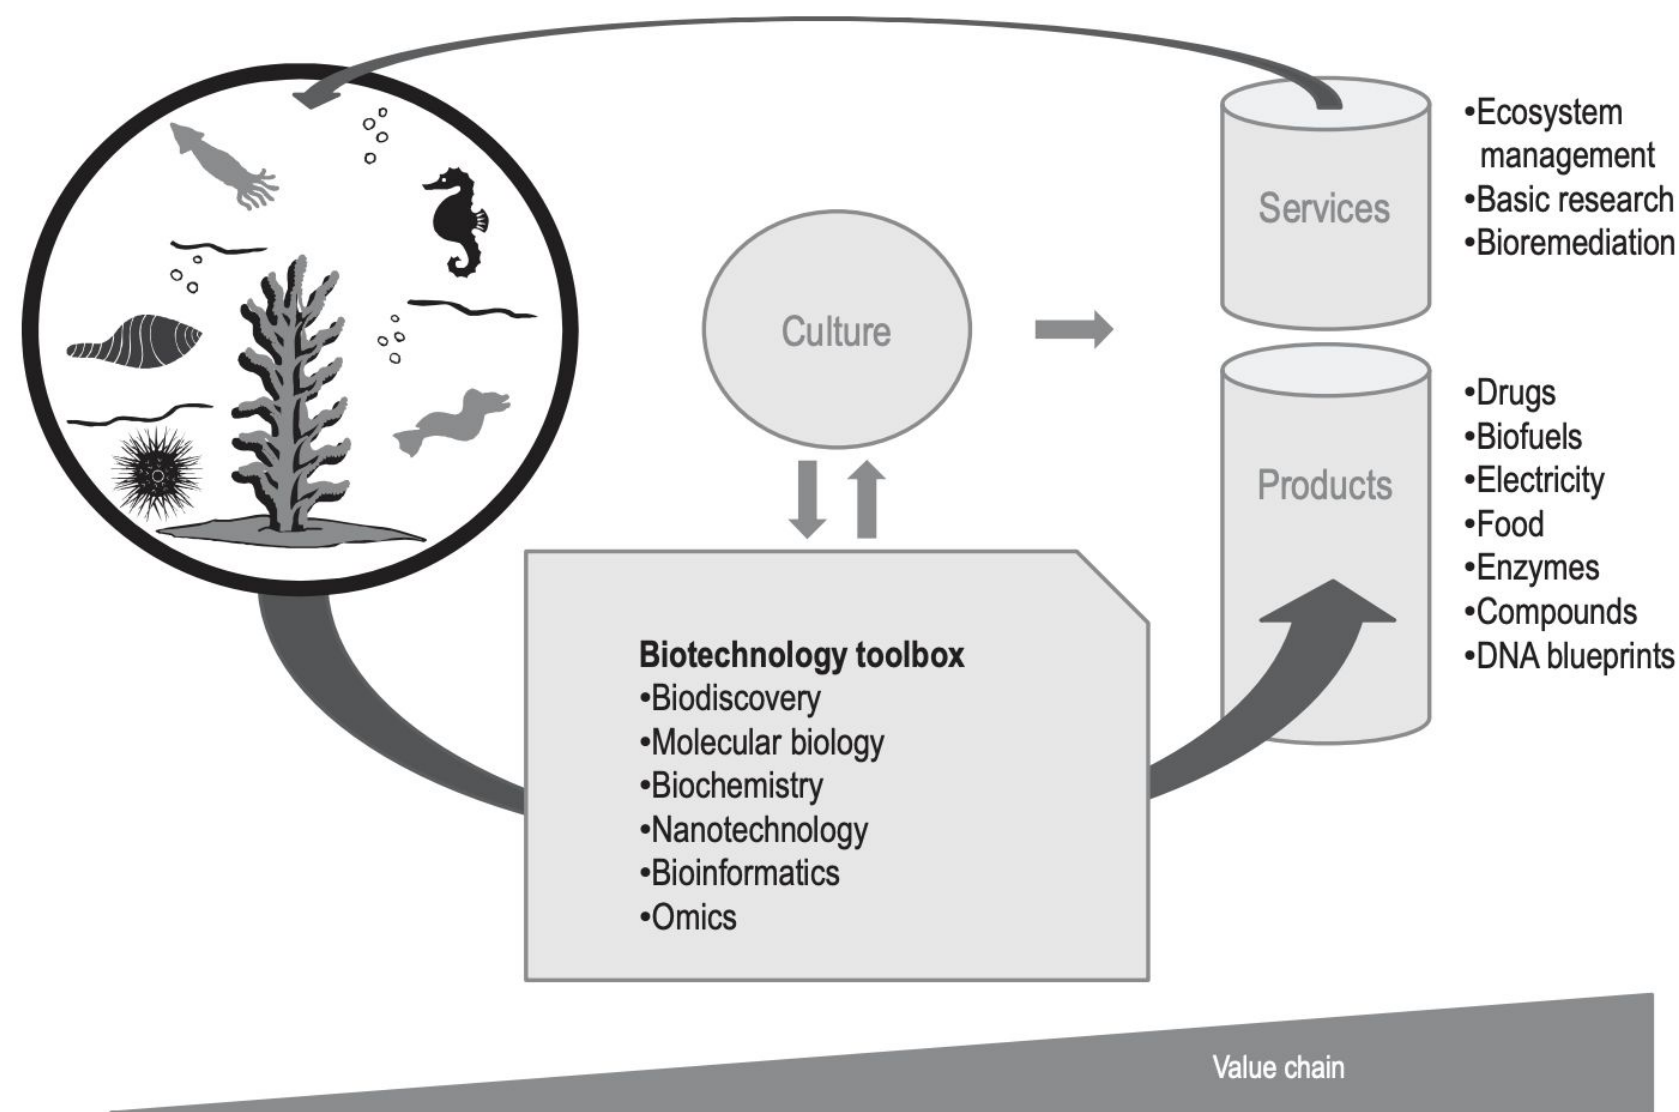 •Ecosystem
management
•Basic research
•Bioremediation
Services
Culture
•Drugs
•Biofuels
•Electricity
•Food
•Enzymes
•Compounds
•DNA blueprints
Products
Biotechnology toolbox
•Biodiscovery
•Molecular biology
•Biochemistry
•Nanotechnology
•Bioinformatics
•Omics
Value chain